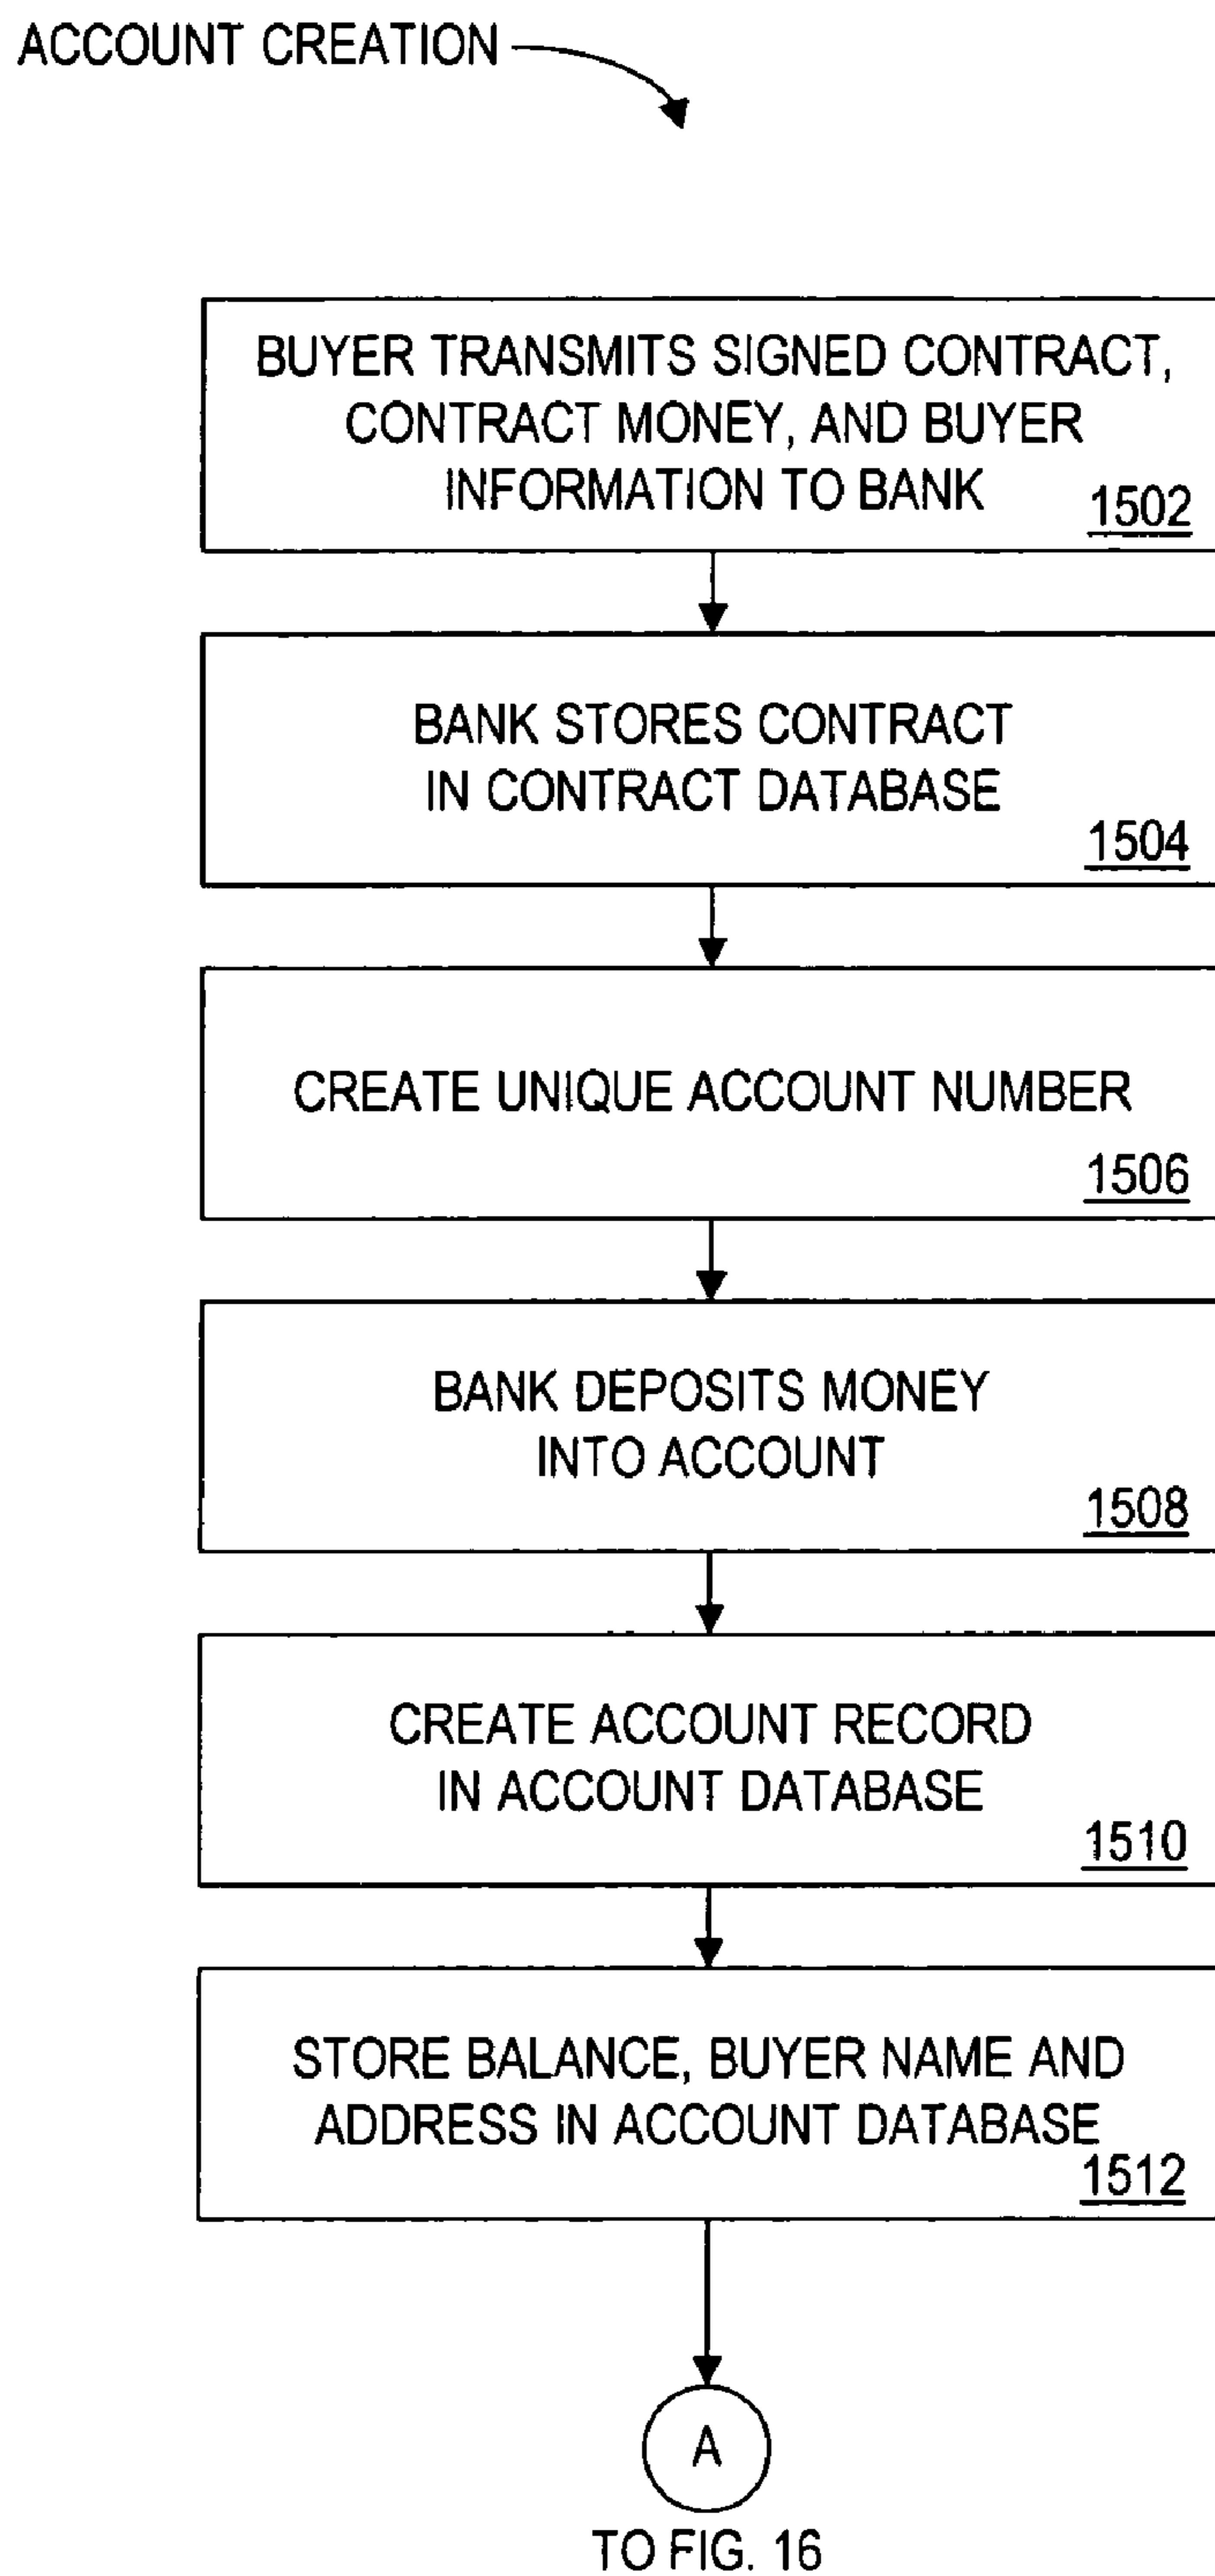 ACCOUNT CREATION
BUYER TRANSMITS SIGNED CONTRACT,
CONTRACT MONEY, AND BUYER
INFORMATION TO BANK
1502
BANK STORES CONTRACT
IN CONTRACT DATABASE
1504
CREATE UNIQUE ACCOUNT NUMBER
1506
BANK DEPOSITS MONEY
INTO ACCOUNT
1508
CREATE ACCOUNT RECORD
IN ACCOUNT DATABASE
1510
STORE BALANCE, BUYER NAME AND
ADDRESS IN ACCOUNT DATABASE
1512
A
TO FIG. 16